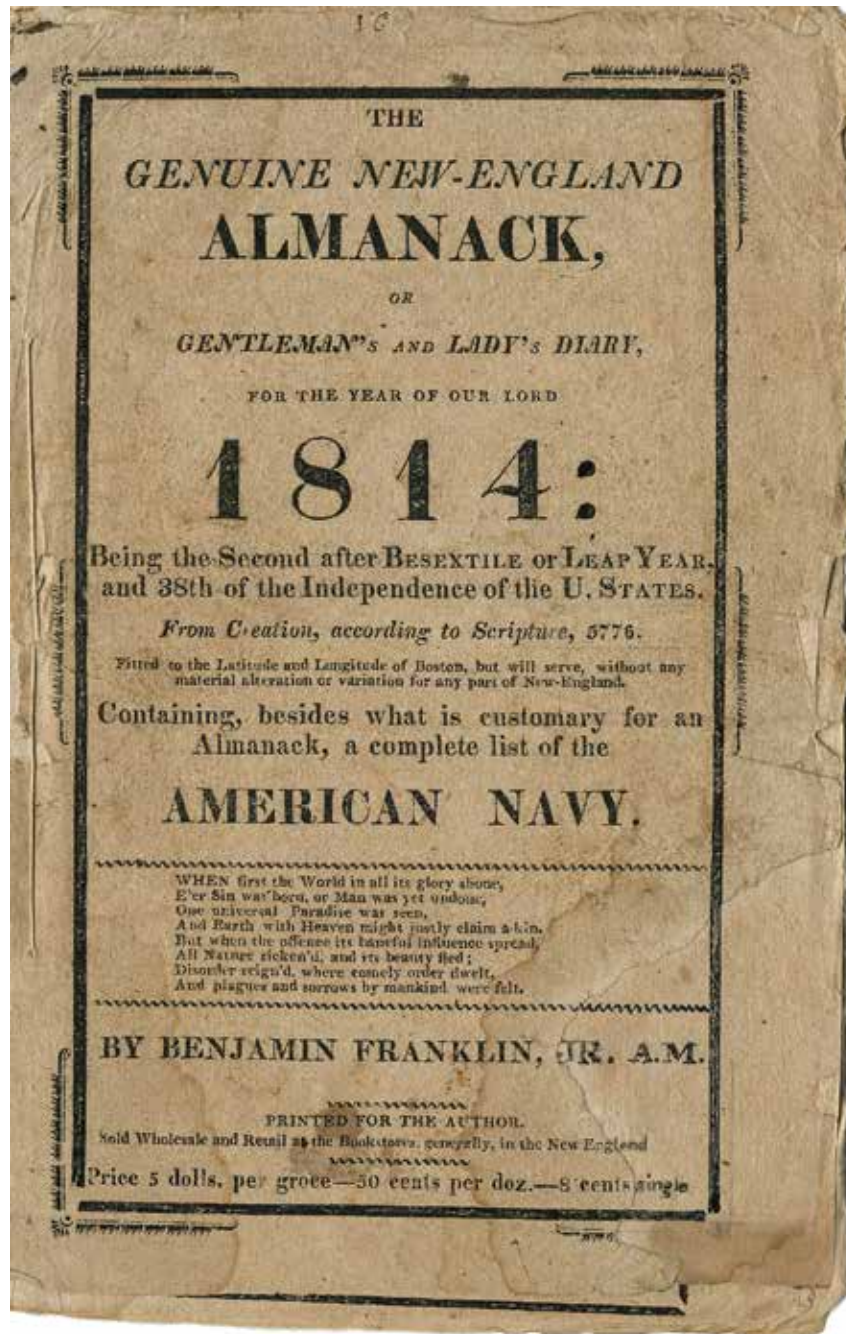 THE
GENUINE NEW-ENGLAND
ALMANACK,
OR
GENTLEMAN's AND LADY's DIARY,
FOR THE YEAR OF OUR LORD
1814:
Being the Second after BESEXTILE or LEAP YEAR,
and 38th of the Independence of the U. STATES.
From Creation, according to Scripture, 5776.
Fitted to the Latitude and Longitude of Boston, but will serve, without any
material alteration or variation for any part of New-England.
Containing, besides what is customary for an
Almanack, a complete list of the
AMERICAN NAVY.
WHEN first the World in all its glory shone,
E'er Sin was born, or Man was yet undone,
One universal Paradise was seen,
And Earth with Heaven might justly claim a kin.
But when the offence its baneful influence spread,
All Nature sicken'd, and its beauty fled;
Disorder reign'd, where comely order dwelt,
And plagues and sorrows by mankind were felt.
BY BENJAMIN FRANKLIN, JR. A.M.
PRINTED FOR THE AUTHOR.
Sold Wholesale and Retail at the Bookstores, generally, in the New England
Price 5 dolls. per groce—50 cents per doz.—8 cents single